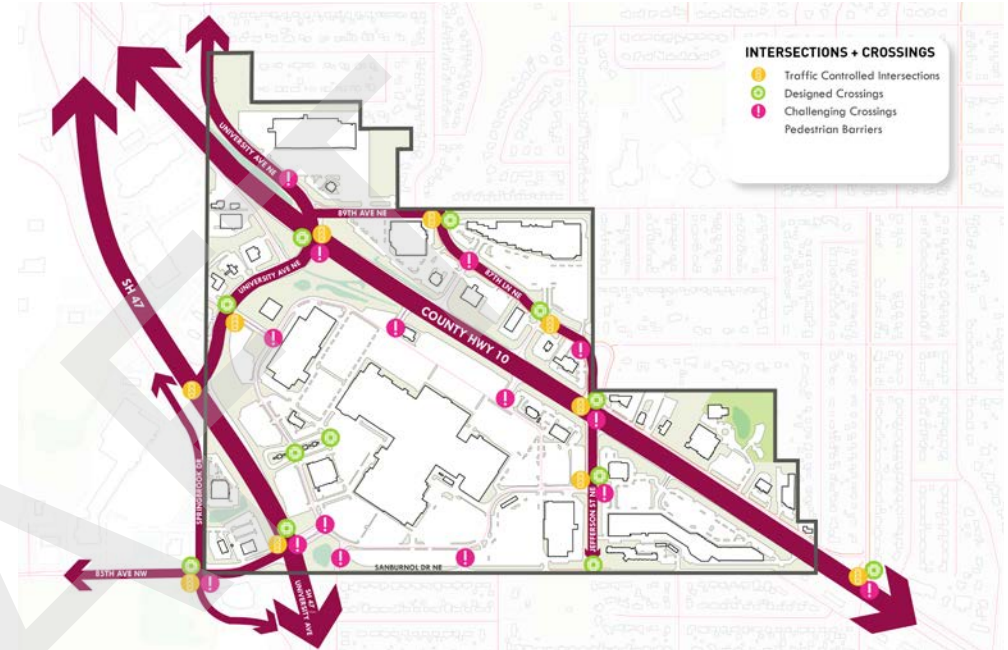 INTERSECTIONS + CROSSINGS
Traffic Controlled Intersections
Designed Crossings
Challenging Crossings
Pedestrian Barriers
UNIVERSITY AVE NE
89TH AVE NE
87TH LN NE
UNIVERSITY AVE NE
SH 47
COUNTY HWY 10
SPRINGBROOK DR
JEFFERSON ST NE
SANBURNOL DR NE
85TH AVE NW
SH 47
UNIVERSITY AVE